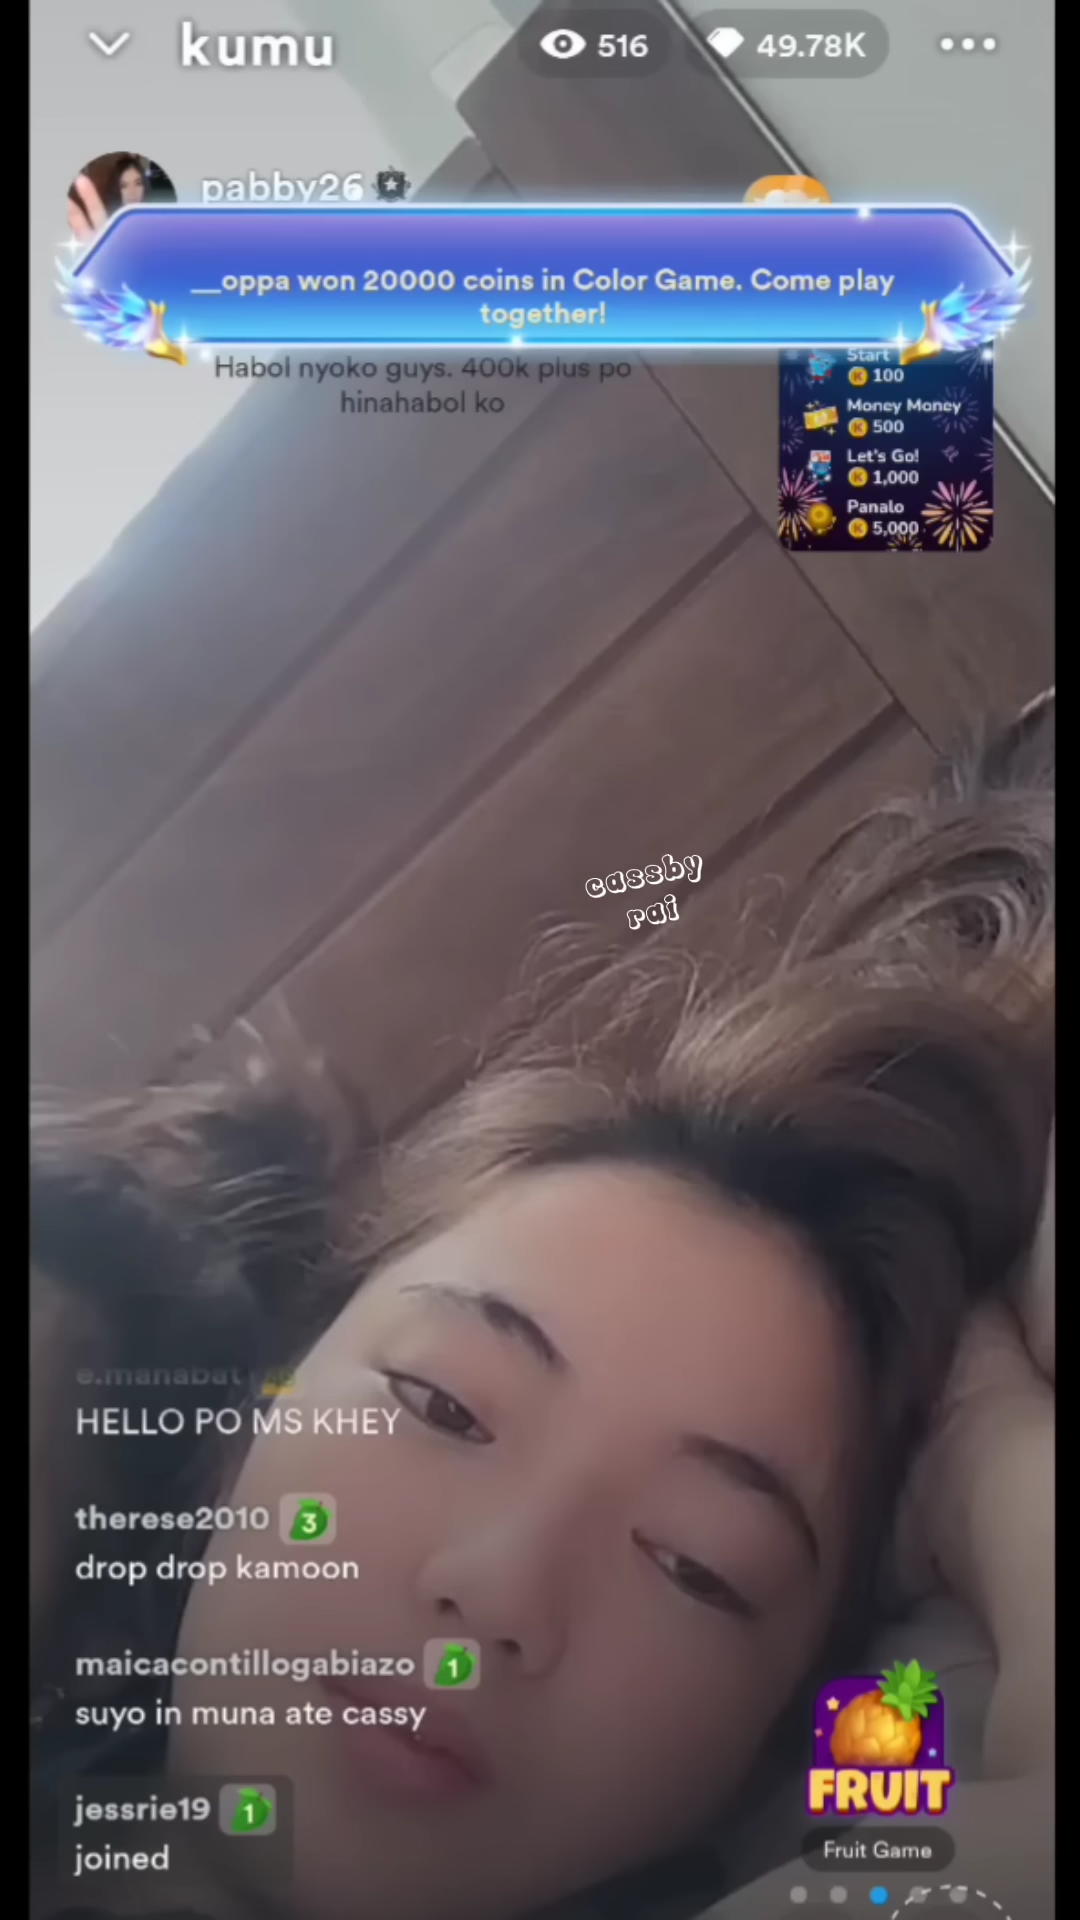 kumu
516
49.78K
pabby26
__oppa won 20000 coins in Color Game. Come play
together!
Habol nyoko guys. 400k plus po
hinahabol ko
Start
100
Money Money
500
Let's Go!
1,000
Panalo
5,000
cassby
rai
e.manabat
HELLO PO MS KHEY
therese2010 3
drop drop kamoon
maicacontillogabiazo 1
suyo in muna ate cassy
jessrie19 1
joined
FRUIT
Fruit Game